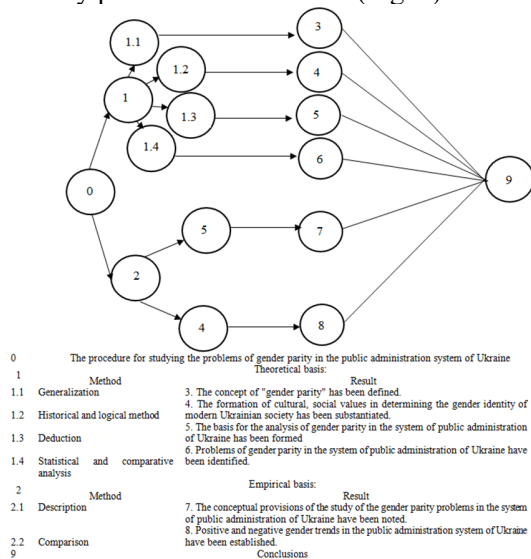 3
1.1
1.2
4
1
1.3
5
1.4
6
9
0
5
7
2
4
8
0 The procedure for studying the problems of gender parity in the public administration system of Ukraine
Theoretical basis:
1
Method Result
1.1 Generalization 3. The concept of "gender parity" has been defined.
4. The formation of cultural, social values in determining the gender identity of
1.2 Historical and logical method modern Ukrainian society has been substantiated.
5. The basis for the analysis of gender parity in the system of public administration
1.3 Deduction of Ukraine has been formed
6. Problems of gender parity in the system of public administration of Ukraine have
1.4 Statistical and comparative been identified.
analysis
Empirical basis:
2
Method Result
2.1 Description 7. The conceptual provisions of the study of the gender parity problems in the system
of public administration of Ukraine have been noted.
8. Positive and negative gender trends in the public administration system of Ukraine
2.2 Comparison have been established.
9 Conclusions